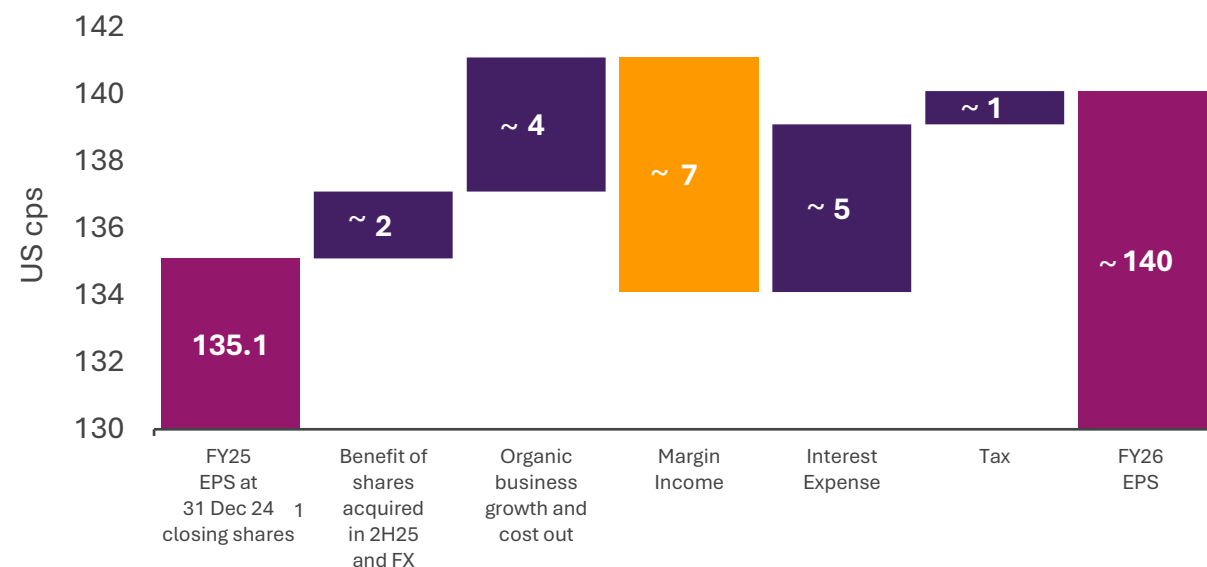 142
140
138
136
134
132
130
US cps
135.1
~ 2
~ 4
~ 7
~ 5
~ 1
~ 140
FY25
EPS at
31 Dec 24 1
closing shares
Benefit of
shares
acquired
in 2H25
and FX
Organic
business
growth and
cost out
Margin
Income
Interest
Expense
Tax
FY26
EPS